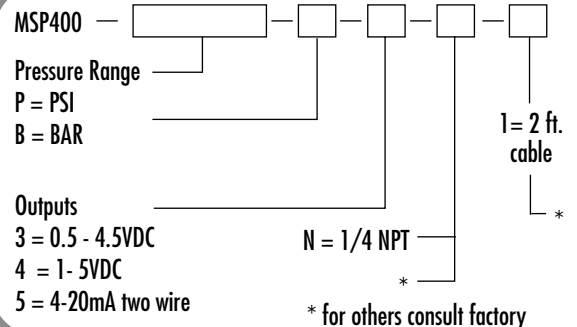 MSP400
Pressure Range
P = PSI
B = BAR
1= 2 ft.
cable
*
Outputs
3 = 0.5 - 4.5VDC
4 = 1- 5VDC
5 = 4-20mA two wire
N = 1/4 NPT
*
* for others consult factory